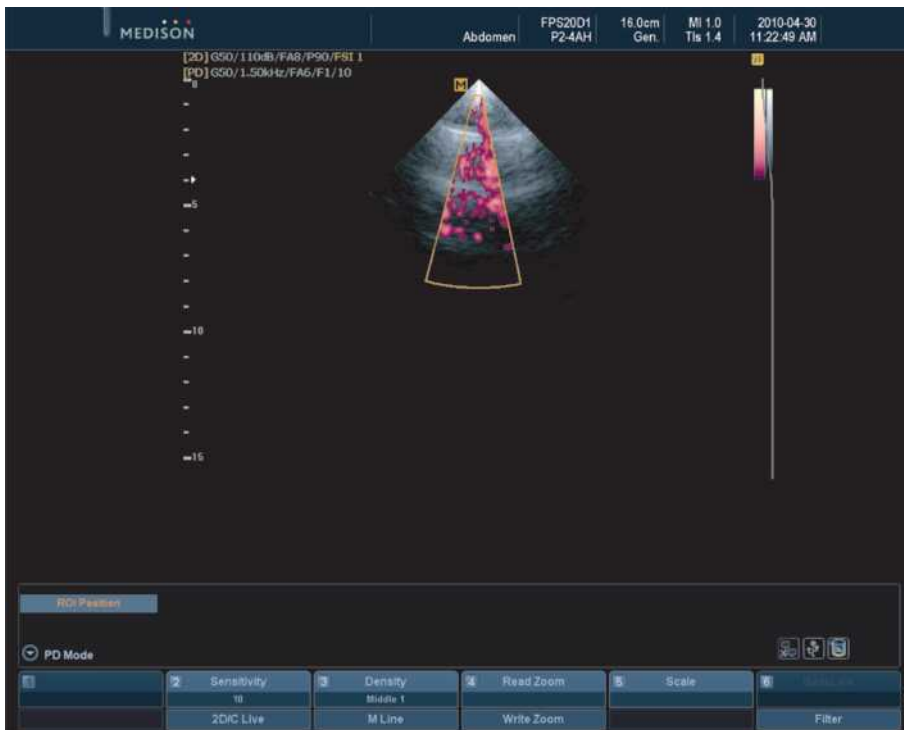 MEDISON
Abdomen
FPS20D1
P2-4AH
16.0cm
Gen.
MI 1.0
TIs 1.4
2010-04-30
11:22:49 AM
[2D] G50/110dB/FA8/P90/FSI 1
[PD] G50/1.50kHz/FA6/F1/10
M
0
5
10
15
ROI Position
PD Mode
1
2 Sensitivity
10
3 Density
Middle 1
4 Read Zoom
5 Scale
6
2D/C Live
M Line
Write Zoom
Filter